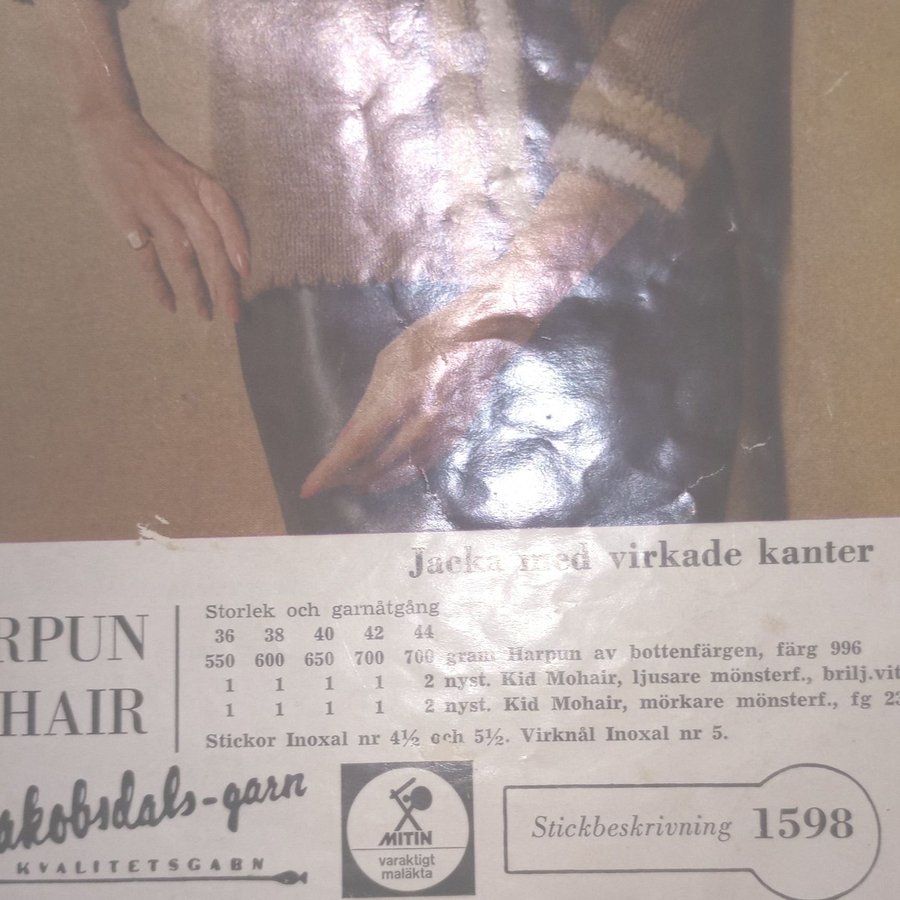 Jacka med virkade kanter
RPUN
HAIR
Storlek och garnåtgång
36 38 40 42 44
550 600 650 700 700 gram Harpun av bottenfärgen, färg 996
1 1 1 1 2 nyst. Kid Mohair, ljusare mönsterf., brilj.vit
1 1 1 1 2 nyst. Kid Mohair, mörkare mönsterf., fg 23
Stickor Inoxal nr 4½ och 5½. Virknål Inoxal nr 5.
akobsdals-garn
KVALITETSGARN
MITIN
varaktigt
maläkta
Stickbeskrivning 1598